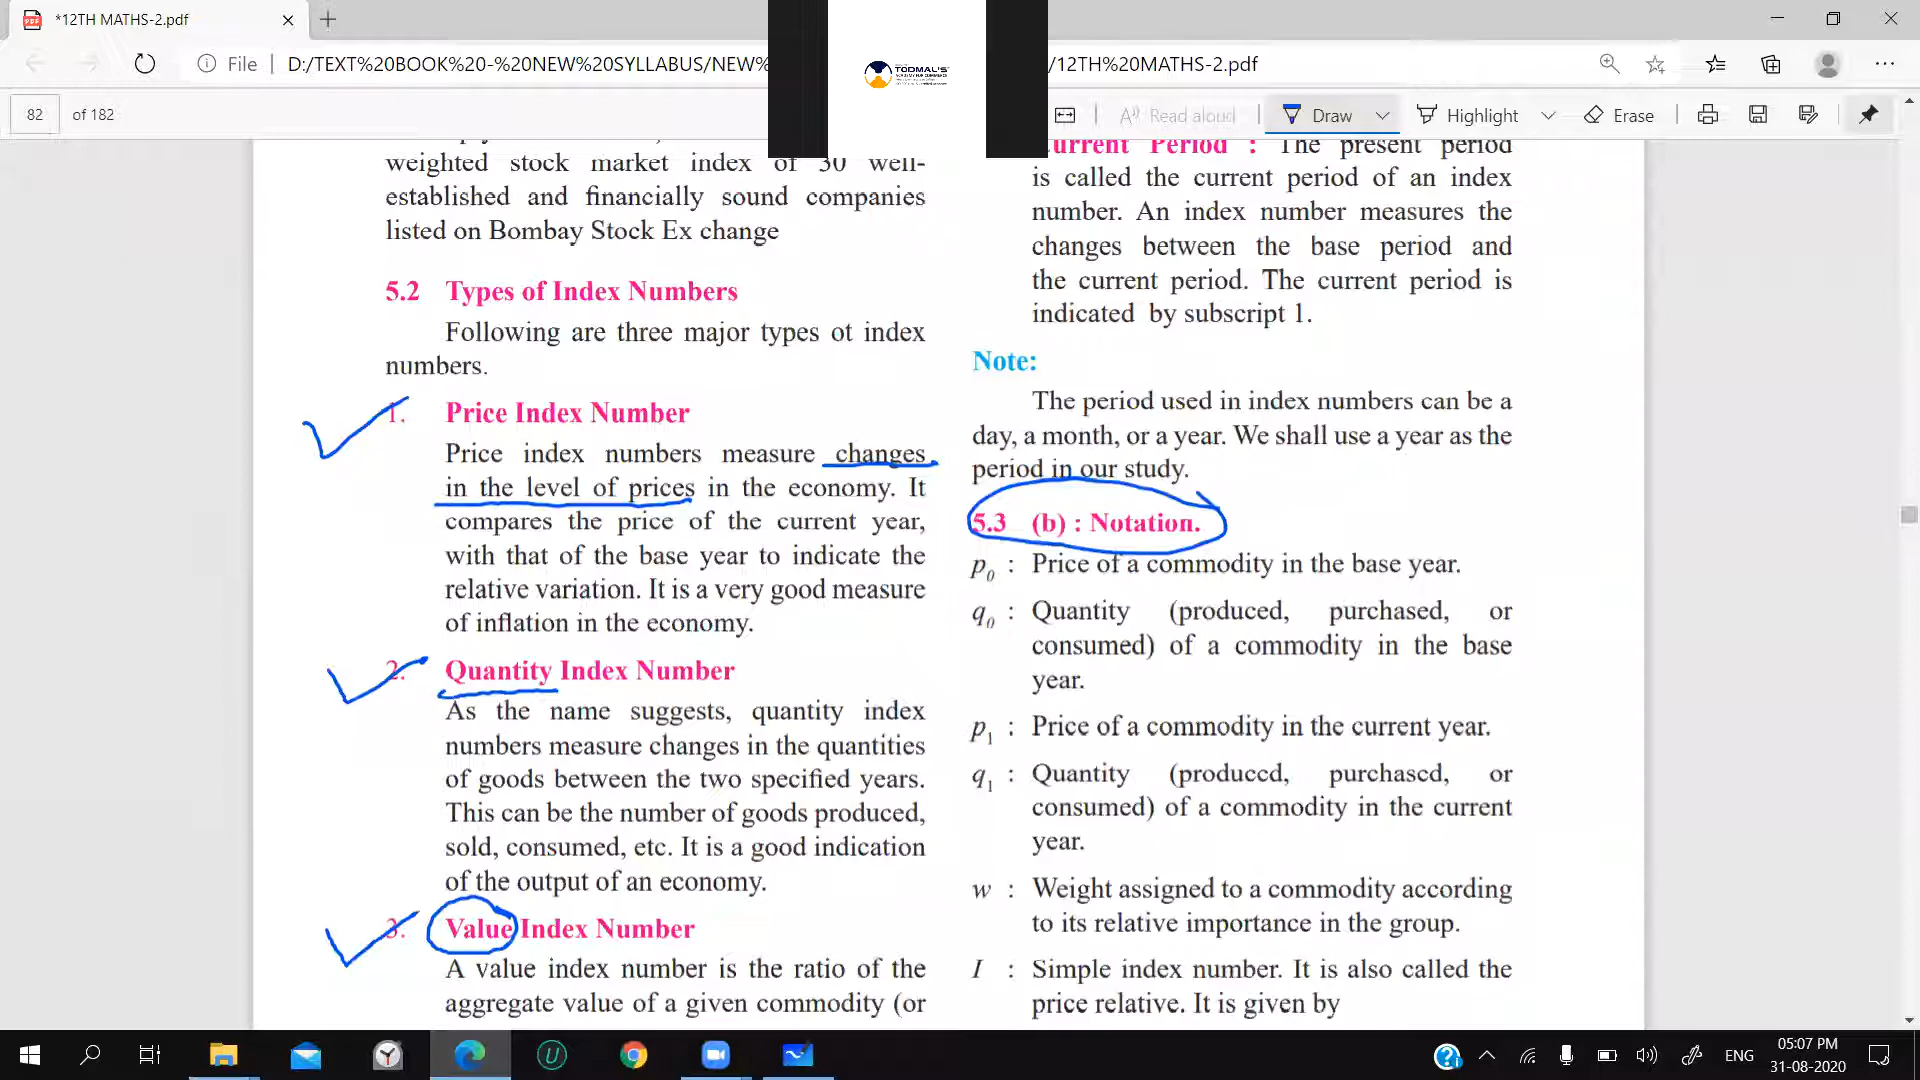 *12TH MATHS-2.pdf
File
D:/TEXT%20BOOK%20-%20NEW%20SYLLABUS/NEW%
/12TH%20MATHS-2.pdf
TODMAL'S
82 of 182
Read aloud
Draw
Highlight
Erase
weighted stock market index of 30 well-
established and financially sound companies
listed on Bombay Stock Ex change
5.2 Types of Index Numbers
Following are three major types ot index
numbers.
1. Price Index Number
Price index numbers measure changes
in the level of prices in the economy. It
compares the price of the current year,
with that of the base year to indicate the
relative variation. It is a very good measure
of inflation in the economy.
2. Quantity Index Number
As the name suggests, quantity index
numbers measure changes in the quantities
of goods between the two specified years.
This can be the number of goods produced,
sold, consumed, etc. It is a good indication
of the output of an economy.
3. Value Index Number
A value index number is the ratio of the
aggregate value of a given commodity (or
Current Period : The present period
is called the current period of an index
number. An index number measures the
changes between the base period and
the current period. The current period is
indicated by subscript 1.
Note:
The period used in index numbers can be a
day, a month, or a year. We shall use a year as the
period in our study.
5.3 (b) : Notation.
p0 : Price of a commodity in the base year.
q0 : Quantity (produced, purchased, or
consumed) of a commodity in the base
year.
p1 : Price of a commodity in the current year.
q1 : Quantity (produced, purchased, or
consumed) of a commodity in the current
year.
w : Weight assigned to a commodity according
to its relative importance in the group.
I : Simple index number. It is also called the
price relative. It is given by
ENG
05:07 PM
31-08-2020